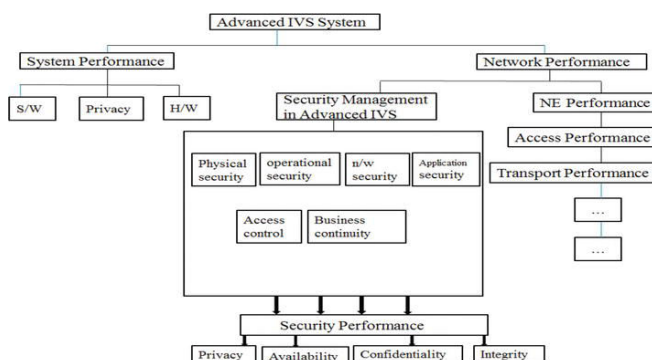 Advanced IVS System
System Performance
Network Performance
S/W
Privacy
H/W
Security Management
in Advanced IVS
NE Performance
Access Performance
Transport Performance
...
...
Physical
security
operational
security
n/w
security
Application
security
Access
control
Business
continuity
Security Performance
Privacy
Availability
Confidentiality
Integrity